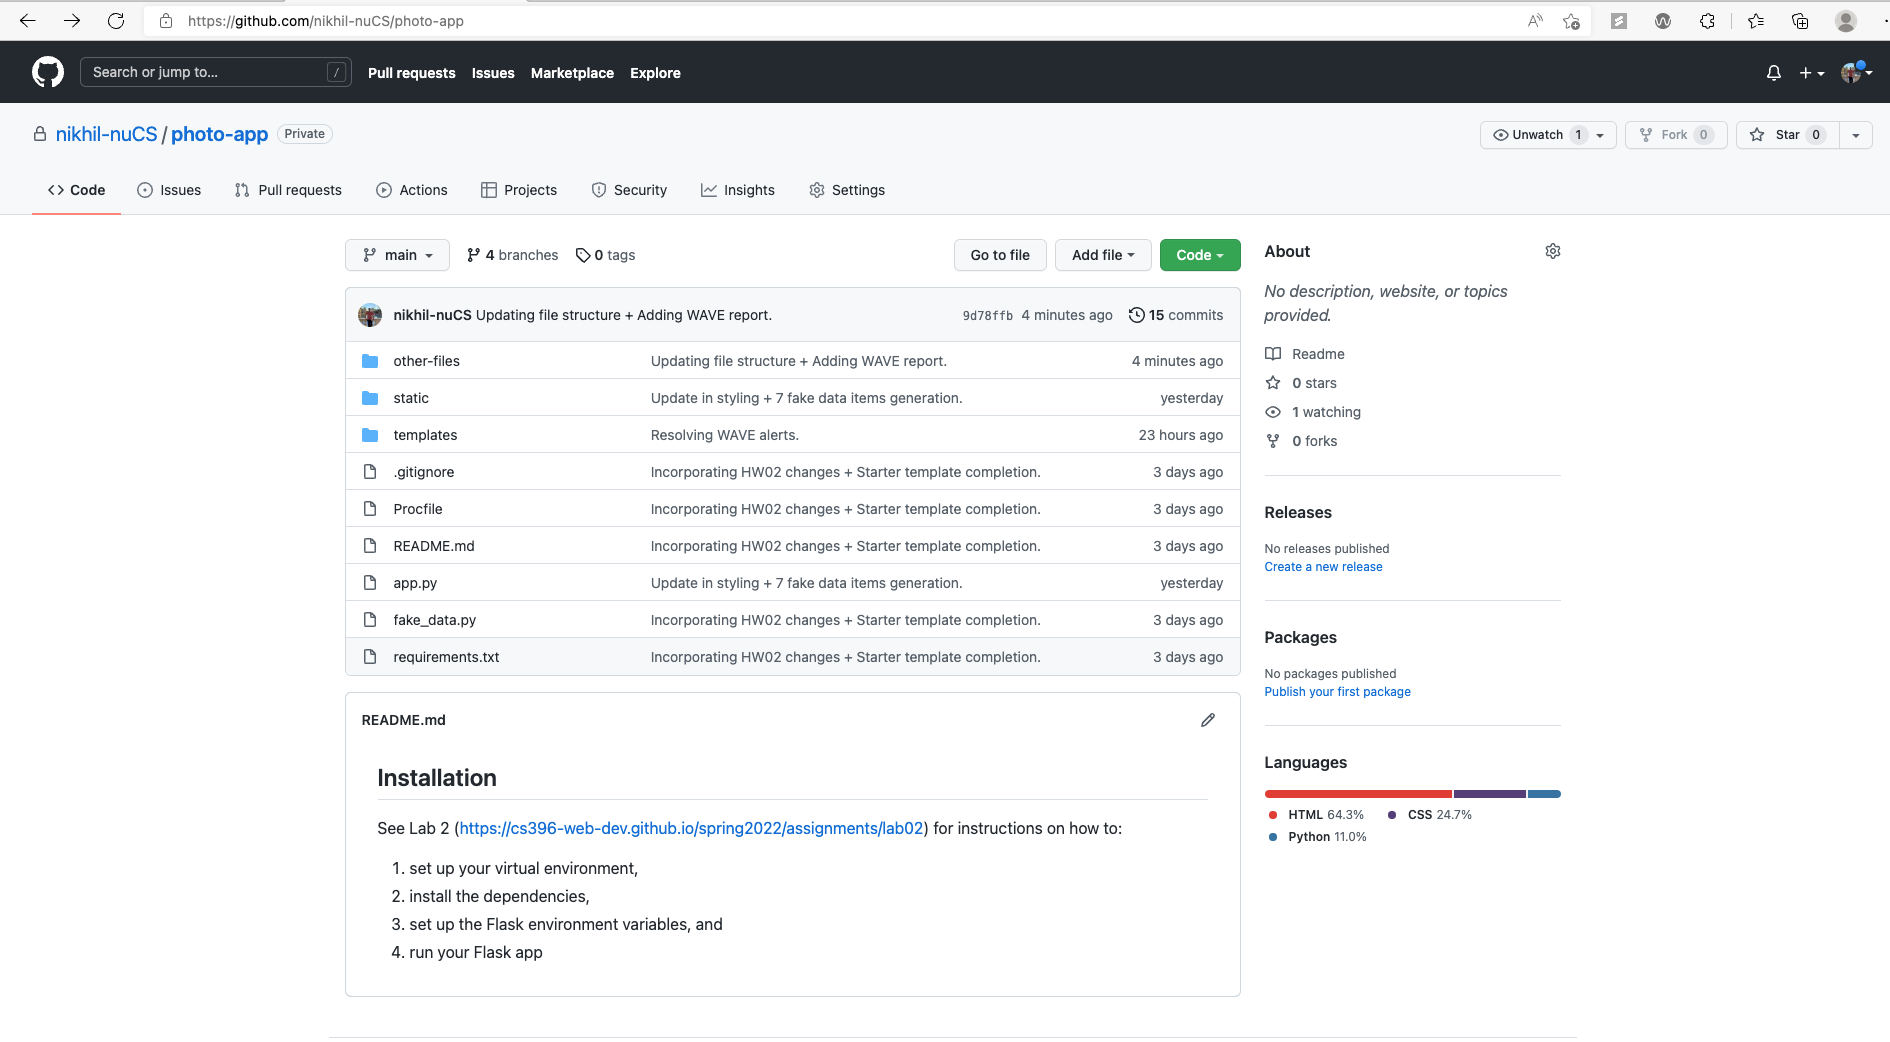 https://github.com/nikhil-nuCS/photo-app
Search or jump to... /
Pull requests Issues Marketplace Explore
nikhil-nuCS / photo-app Private
Unwatch 1 Fork 0 Star 0
Code Issues Pull requests Actions Projects Security Insights Settings
main 4 branches 0 tags Go to file Add file Code
nikhil-nuCS Updating file structure + Adding WAVE report. 9d78ffb 4 minutes ago 15 commits
other-files Updating file structure + Adding WAVE report. 4 minutes ago
static Update in styling + 7 fake data items generation. yesterday
templates Resolving WAVE alerts. 23 hours ago
.gitignore Incorporating HW02 changes + Starter template completion. 3 days ago
Procfile Incorporating HW02 changes + Starter template completion. 3 days ago
README.md Incorporating HW02 changes + Starter template completion. 3 days ago
app.py Update in styling + 7 fake data items generation. yesterday
fake_data.py Incorporating HW02 changes + Starter template completion. 3 days ago
requirements.txt Incorporating HW02 changes + Starter template completion. 3 days ago
README.md
Installation
See Lab 2 (https://cs396-web-dev.github.io/spring2022/assignments/lab02) for instructions on how to:
1. set up your virtual environment,
2. install the dependencies,
3. set up the Flask environment variables, and
4. run your Flask app
About
No description, website, or topics
provided.
Readme
0 stars
1 watching
0 forks
Releases
No releases published
Create a new release
Packages
No packages published
Publish your first package
Languages
HTML 64.3% CSS 24.7%
Python 11.0%